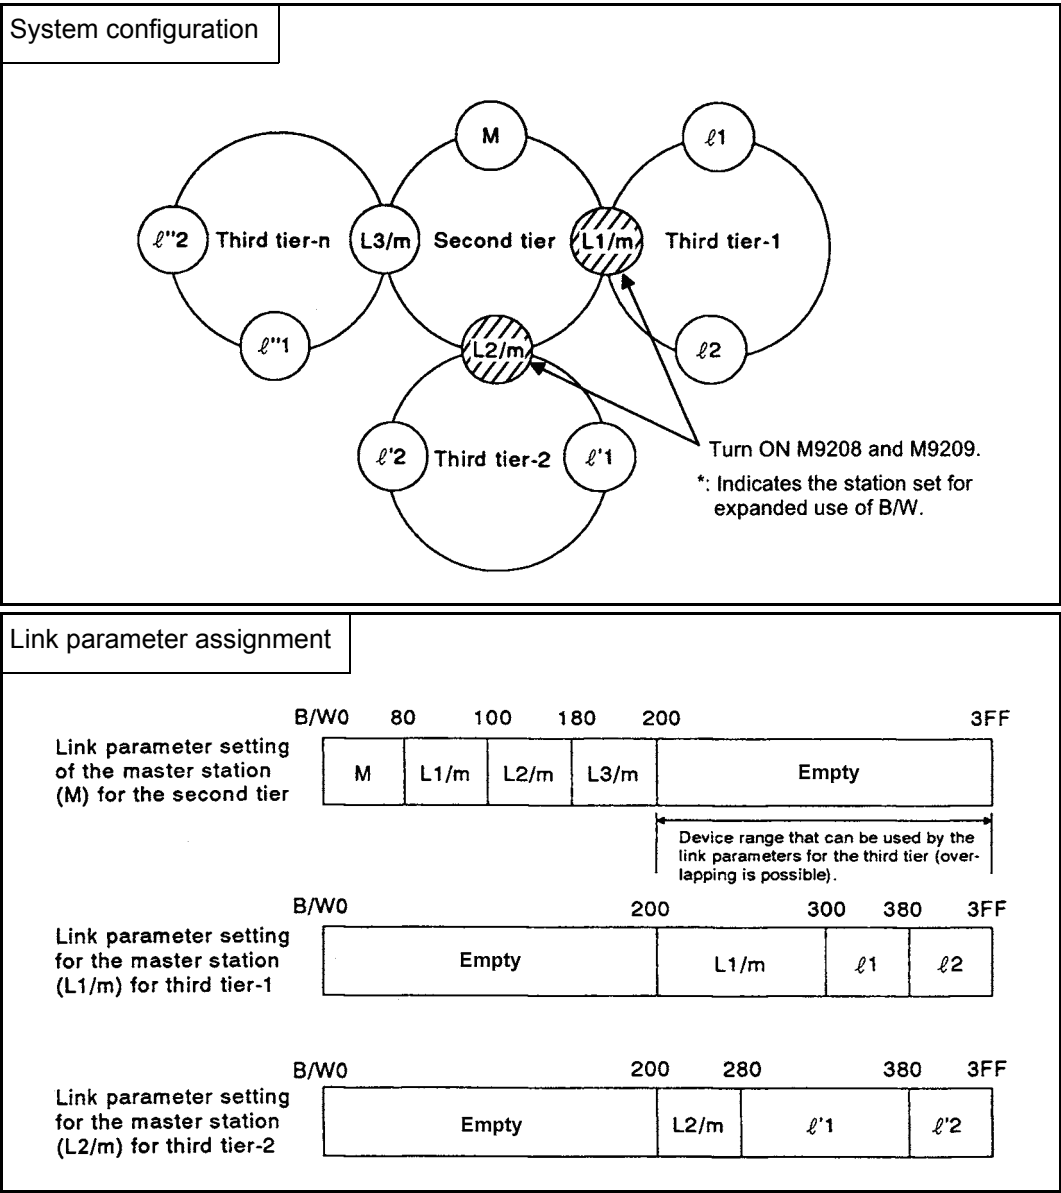 System configuration
M
ℓ1
ℓ"2
Third tier-n
L3/m
Second tier
L1/m
Third tier-1
ℓ"1
L2/m
ℓ2
ℓ'2
Third tier-2
ℓ'1
Turn ON M9208 and M9209.
*: Indicates the station set for
expanded use of B/W.
Link parameter assignment
B/W0 80 100 180 200 3FF
Link parameter setting
of the master station
(M) for the second tier
M L1/m L2/m L3/m Empty
Device range that can be used by the
link parameters for the third tier (over-
lapping is possible).
B/W0 200 300 380 3FF
Link parameter setting
for the master station
(L1/m) for third tier-1
Empty L1/m ℓ1 ℓ2
B/W0 200 280 380 3FF
Link parameter setting
for the master station
(L2/m) for third tier-2
Empty L2/m ℓ'1 ℓ'2